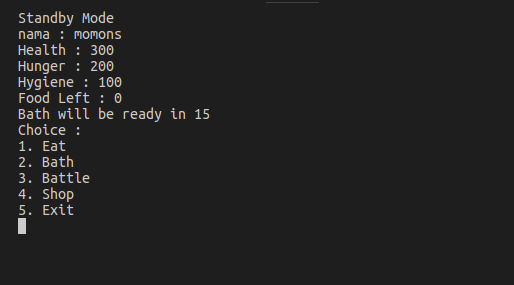 Standby Mode
nama : momons
Health : 300
Hunger : 200
Hygiene : 100
Food Left : 0
Bath will be ready in 15
Choice :
1. Eat
2. Bath
3. Battle
4. Shop
5. Exit